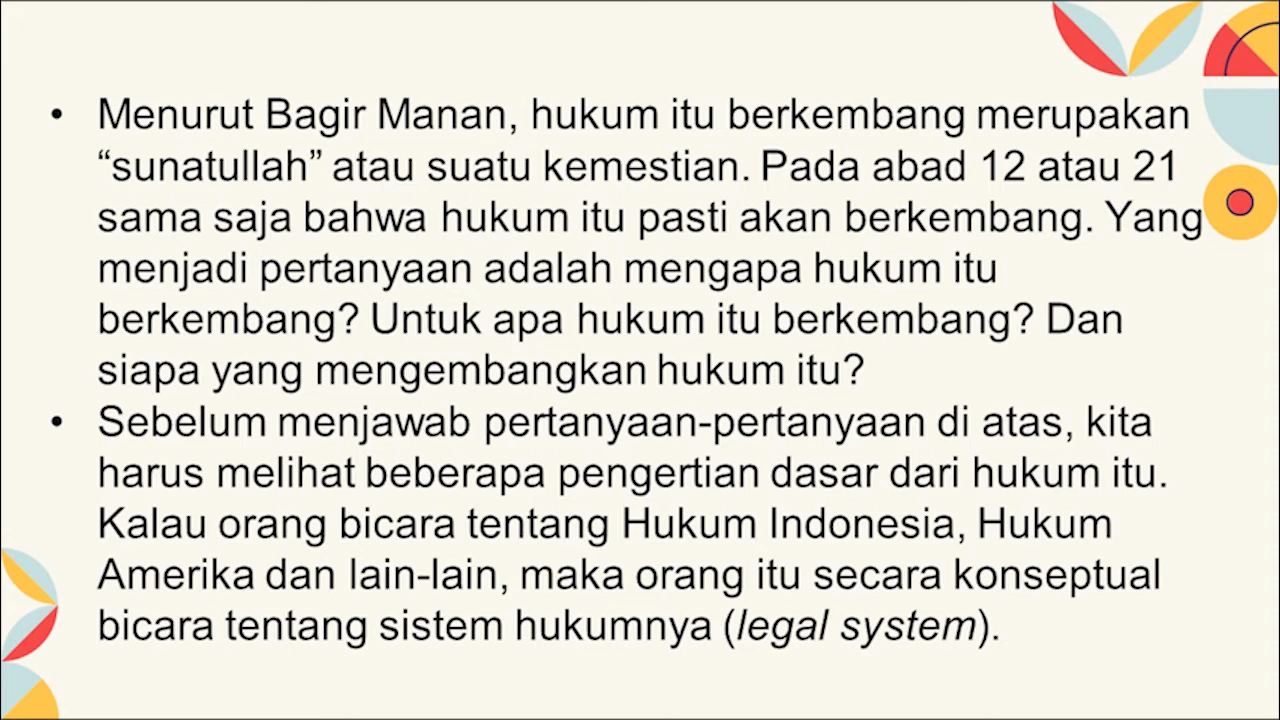 • Menurut Bagir Manan, hukum itu berkembang merupakan
“sunatullah” atau suatu kemestian. Pada abad 12 atau 21
sama saja bahwa hukum itu pasti akan berkembang. Yang
menjadi pertanyaan adalah mengapa hukum itu
berkembang? Untuk apa hukum itu berkembang? Dan
siapa yang mengembangkan hukum itu?
• Sebelum menjawab pertanyaan-pertanyaan di atas, kita
harus melihat beberapa pengertian dasar dari hukum itu.
Kalau orang bicara tentang Hukum Indonesia, Hukum
Amerika dan lain-lain, maka orang itu secara konseptual
bicara tentang sistem hukumnya (legal system).